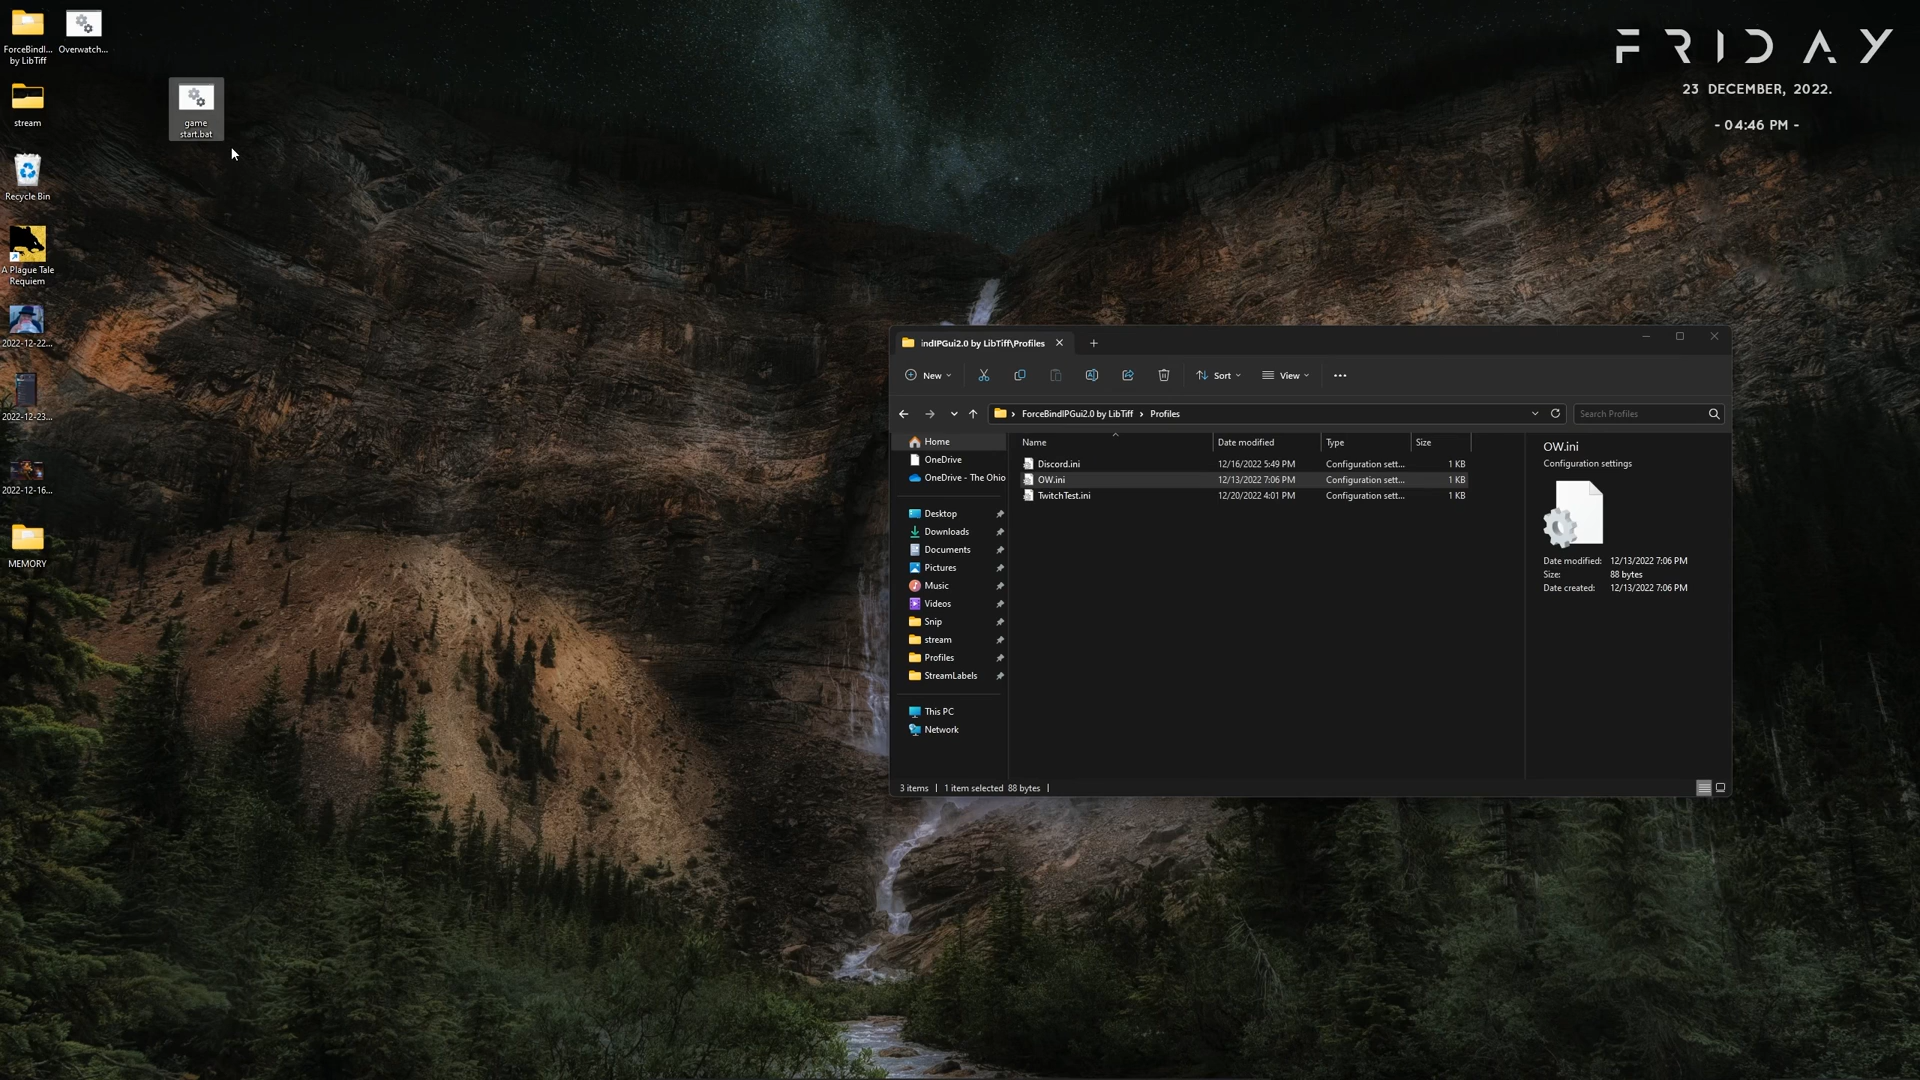 ForceBindI...
by LibTiff
Overwatch...
stream
game
start.bat
Recycle Bin
A Plague Tale
Requiem
2022-12-22...
2022-12-23...
2022-12-16...
MEMORY
FRIDAY
23 DECEMBER, 2022.
- 04:46 PM -
indIPGui2.0 by LibTiff\Profiles
New
Sort
View
ForceBindIPGui2.0 by LibTiff > Profiles
Search Profiles
Home
OneDrive
OneDrive - The Ohio
Desktop
Downloads
Documents
Pictures
Music
Videos
Snip
stream
Profiles
StreamLabels
This PC
Network
Name Date modified Type Size
Discord.ini 12/16/2022 5:49 PM Configuration sett... 1 KB
OW.ini 12/13/2022 7:06 PM Configuration sett... 1 KB
TwitchTest.ini 12/20/2022 4:01 PM Configuration sett... 1 KB
OW.ini
Configuration settings
Date modified: 12/13/2022 7:06 PM
Size: 88 bytes
Date created: 12/13/2022 7:06 PM
3 items | 1 item selected 88 bytes |